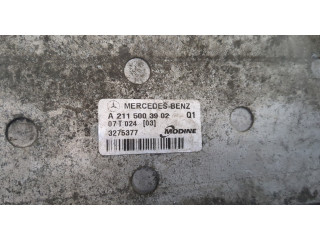 MERCEDES-BENZ
A 211 500 39 02 Q1
07 T 024 [03]
3275377 MODINE